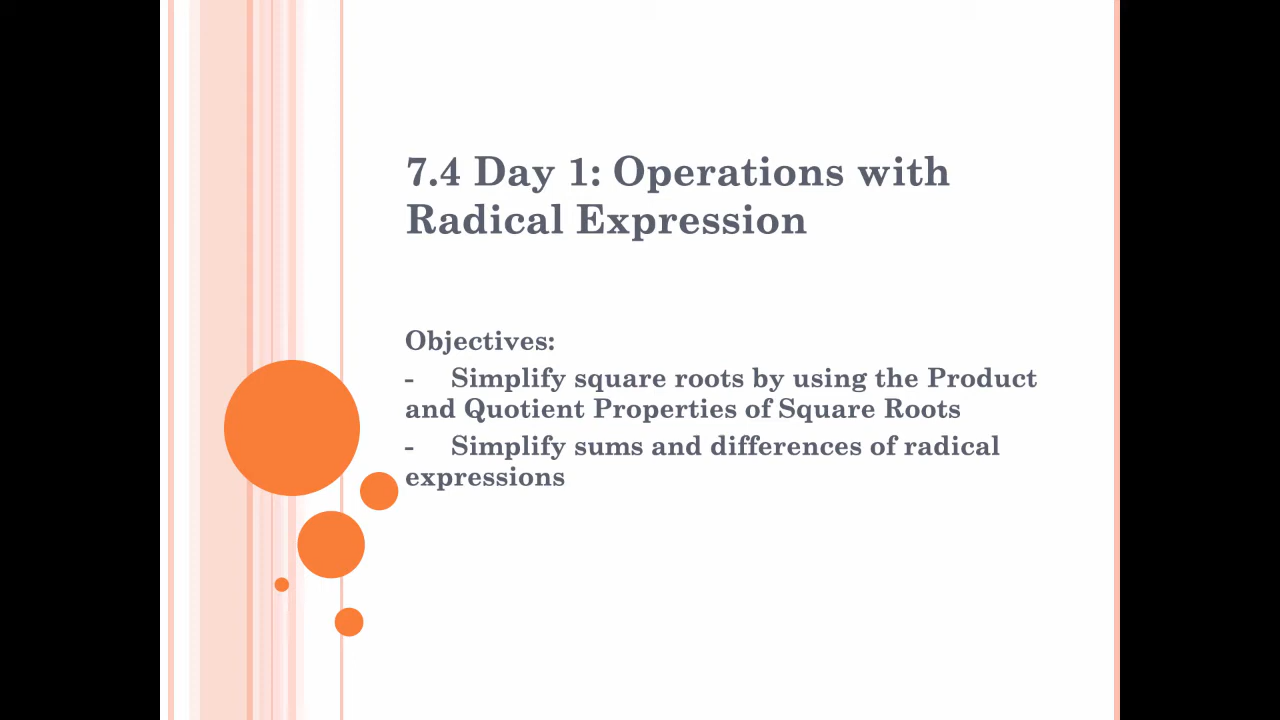 7.4 Day 1: Operations with
Radical Expression
Objectives:
- Simplify square roots by using the Product
and Quotient Properties of Square Roots
- Simplify sums and differences of radical
expressions